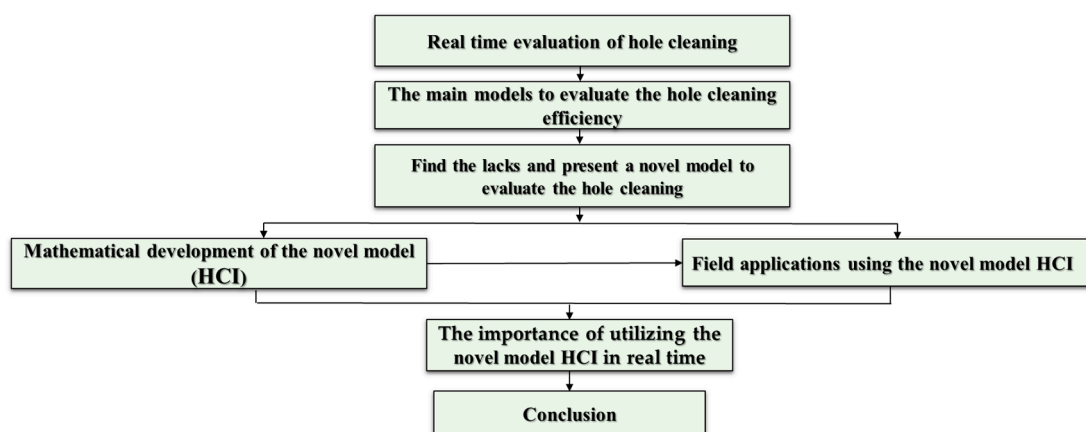 Real time evaluation of hole cleaning
The main models to evaluate the hole cleaning
efficiency
Find the lacks and present a novel model to
evaluate the hole cleaning
Mathematical development of the novel model
(HCI)
Field applications using the novel model HCI
The importance of utilizing the
novel model HCI in real time
Conclusion